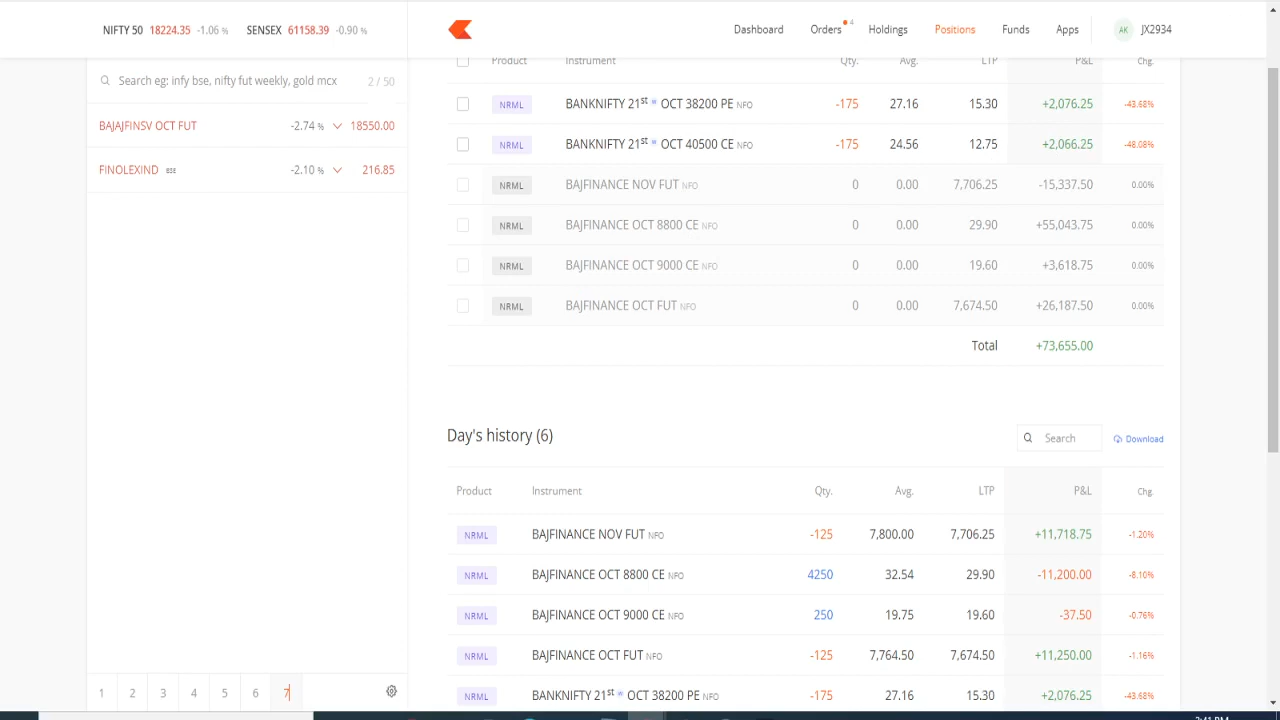 NIFTY 50 18224.35 -1.06 % SENSEX 61158.39 -0.90 %
Dashboard Orders 4 Holdings Positions Funds Apps AK JX2934
Search eg: infy bse, nifty fut weekly, gold mcx 2 / 50
BAJAJFINSV OCT FUT -2.74 % 18550.00
FINOLEXIND BSE -2.10 % 216.85
1 2 3 4 5 6 7
Product Instrument Qty. Avg. LTP P&L Chg.
NRML BANKNIFTY 21st w OCT 38200 PE NFO -175 27.16 15.30 +2,076.25 -43.68%
NRML BANKNIFTY 21st w OCT 40500 CE NFO -175 24.56 12.75 +2,066.25 -48.08%
NRML BAJFINANCE NOV FUT NFO 0 0.00 7,706.25 -15,337.50 0.00%
NRML BAJFINANCE OCT 8800 CE NFO 0 0.00 29.90 +55,043.75 0.00%
NRML BAJFINANCE OCT 9000 CE NFO 0 0.00 19.60 +3,618.75 0.00%
NRML BAJFINANCE OCT FUT NFO 0 0.00 7,674.50 +26,187.50 0.00%
Total +73,655.00
Day's history (6) Search Download
Product Instrument Qty. Avg. LTP P&L Chg.
NRML BAJFINANCE NOV FUT NFO -125 7,800.00 7,706.25 +11,718.75 -1.20%
NRML BAJFINANCE OCT 8800 CE NFO 4250 32.54 29.90 -11,200.00 -8.10%
NRML BAJFINANCE OCT 9000 CE NFO 250 19.75 19.60 -37.50 -0.76%
NRML BAJFINANCE OCT FUT NFO -125 7,764.50 7,674.50 +11,250.00 -1.16%
NRML BANKNIFTY 21st w OCT 38200 PE NFO -175 27.16 15.30 +2,076.25 -43.68%